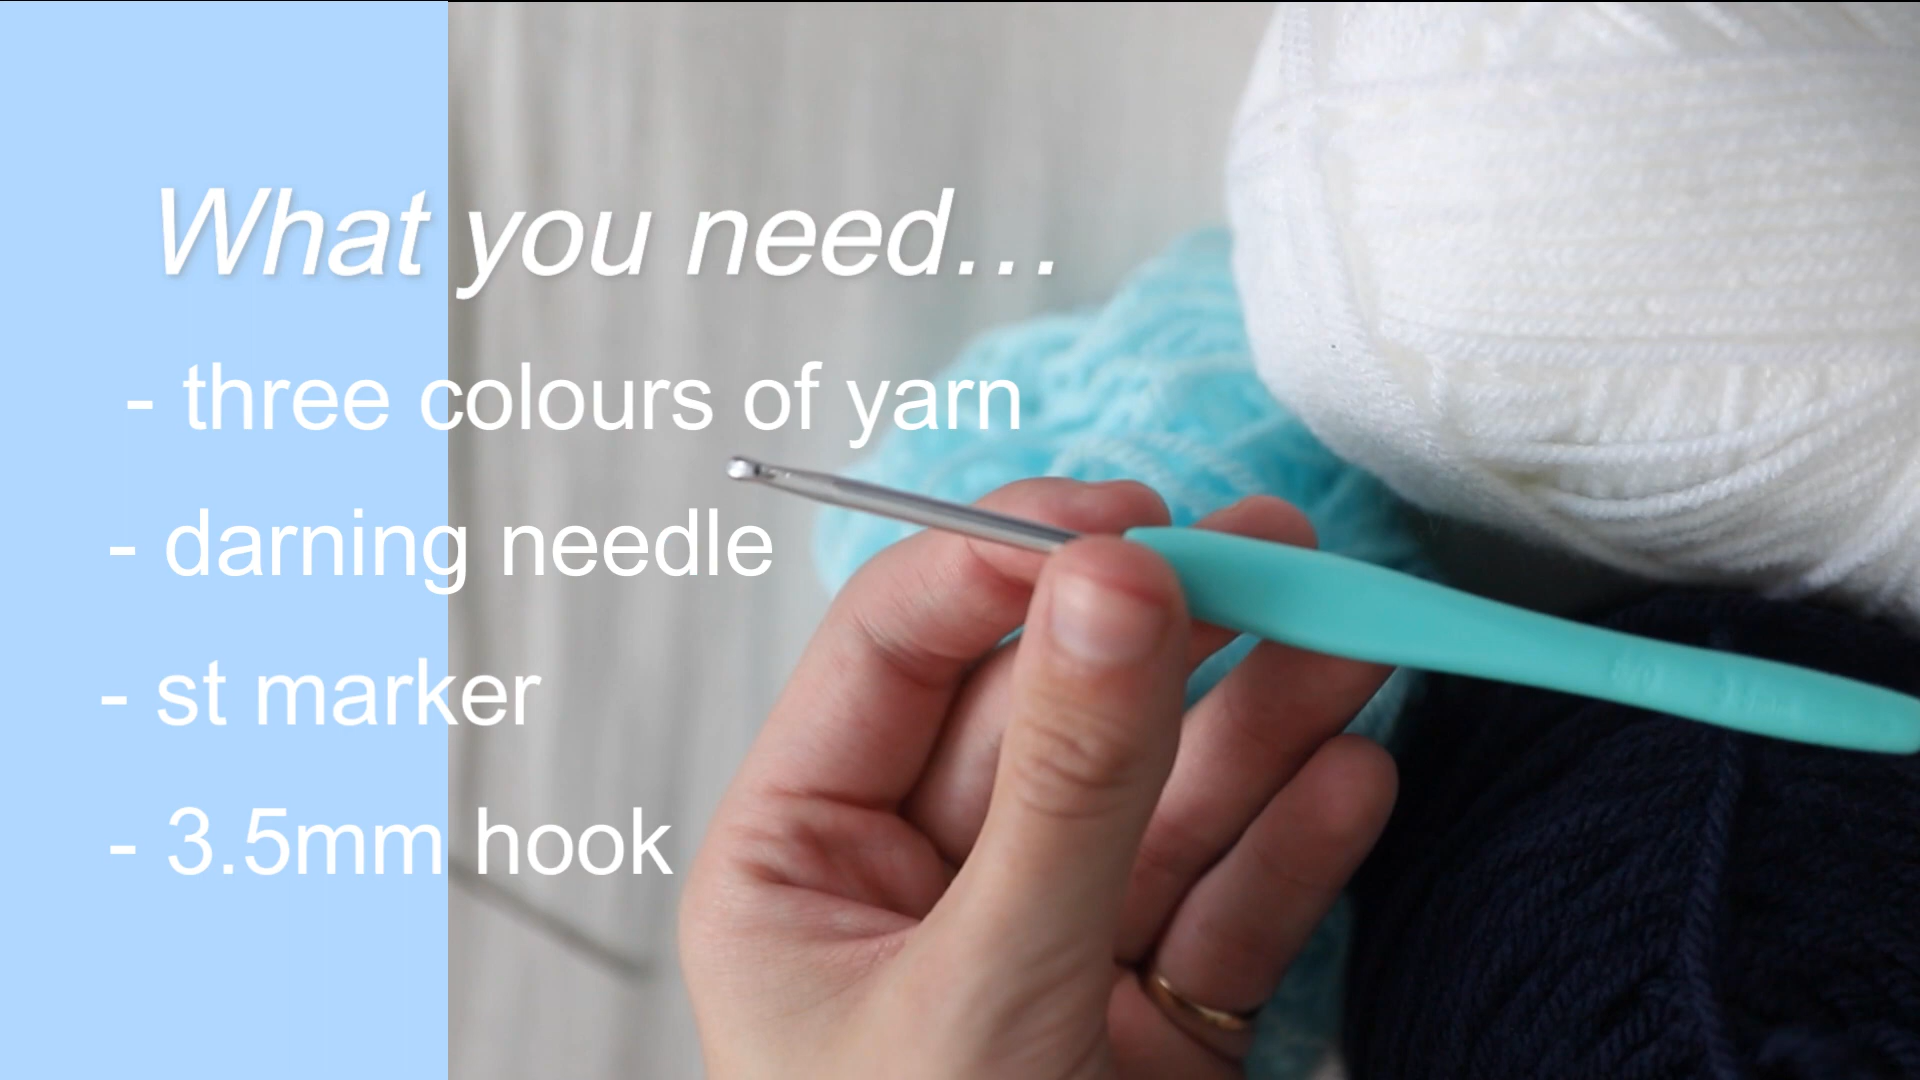 What you need...
- three colours of yarn
- darning needle
- st marker
- 3.5mm hook